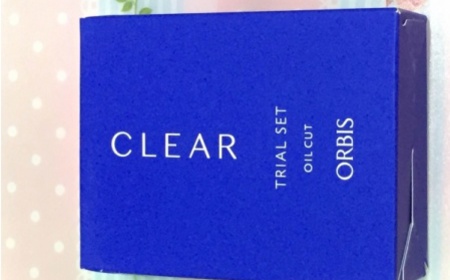 CLEAR
TRIAL SET
OIL CUT
ORBIS